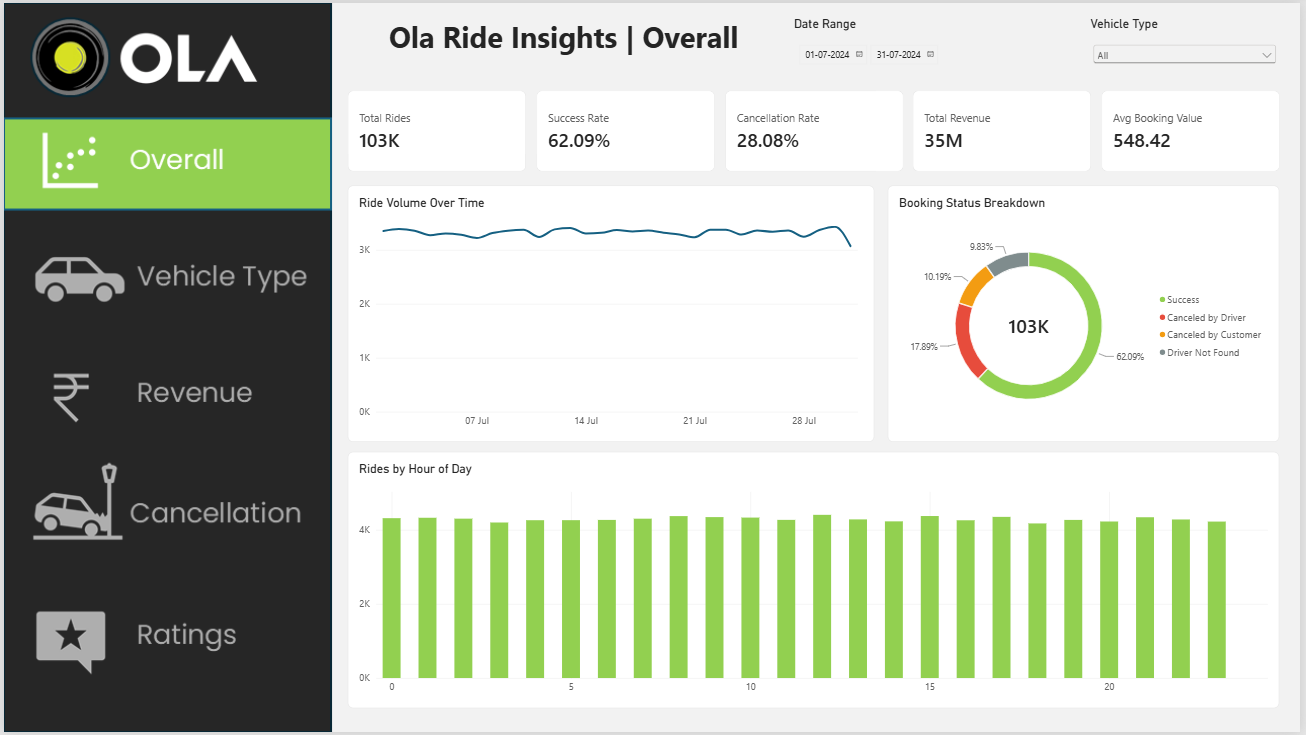 OLA
Overall
Vehicle Type
Revenue
Cancellation
Ratings
Ola Ride Insights | Overall
Date Range
01-07-2024 31-07-2024
Vehicle Type
All
Total Rides
103K
Success Rate
62.09%
Cancellation Rate
28.08%
Total Revenue
35M
Avg Booking Value
548.42
Ride Volume Over Time
3K
2K
1K
0K
07 Jul 14 Jul 21 Jul 28 Jul
Booking Status Breakdown
9.83%
10.19%
17.89%
62.09%
103K
Success
Canceled by Driver
Canceled by Customer
Driver Not Found
Rides by Hour of Day
4K
2K
0K
0 5 10 15 20